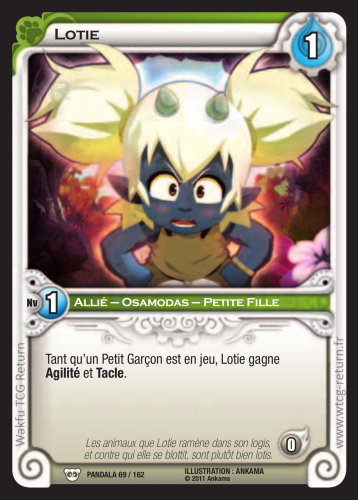 LOTIE
1
Nv 1
ALLIÉ – OSAMODAS – PETITE FILLE
Tant qu'un Petit Garçon est en jeu, Lotie gagne
Agilité et Tacle.
Wakfu TCG Return
www.wtcg-return.fr
Les animaux que Lotie ramène dans son logis,
et contre qui elle se blottit, sont plutôt bien lotis.
0
PANDALA 69 / 162
ILLUSTRATION : ANKAMA
© 2011 Ankama